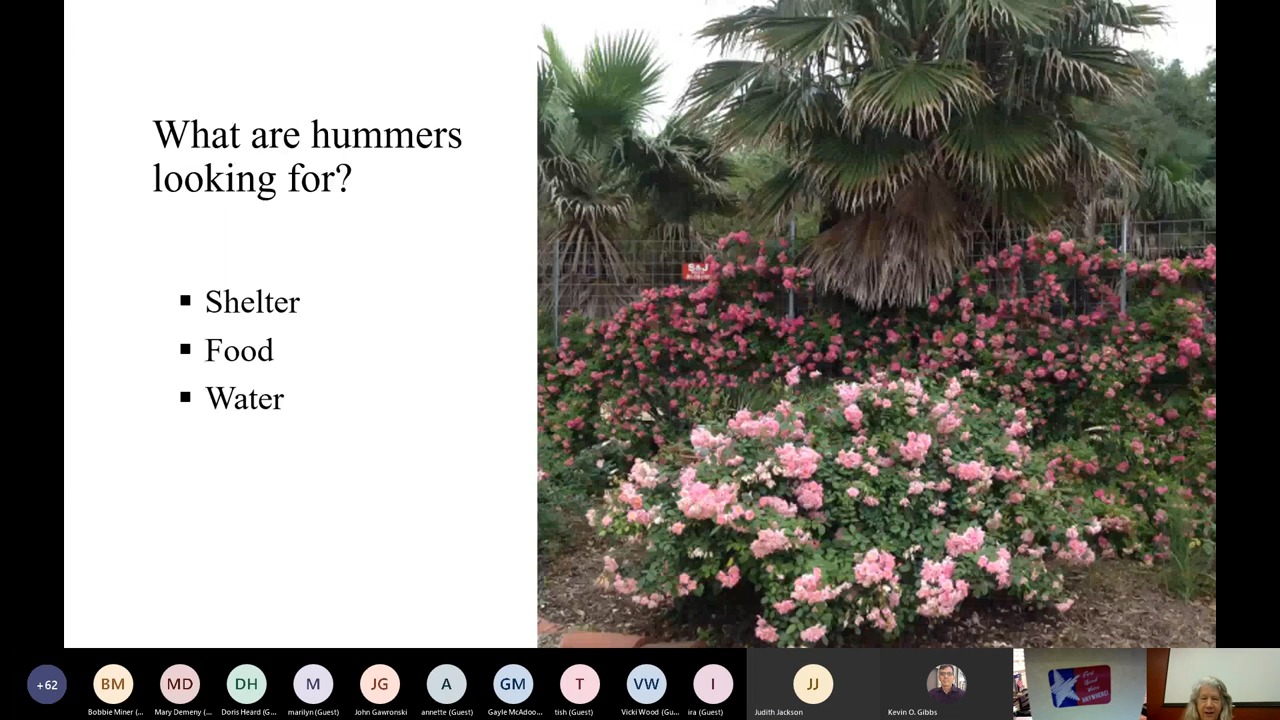 What are hummers
looking for?
▪ Shelter
▪ Food
▪ Water
S&J
+62
BM
MD
DH
M
JG
A
GM
T
VW
I
JJ
Bobbie Miner (...
Mary Demeny (...
Doris Heard (G...
marilyn (Guest)
John Gawronski
annette (Guest)
Gayle McAdoo...
tish (Guest)
Vicki Wood (Gu...
ira (Guest)
Judith Jackson
Kevin O. Gibbs